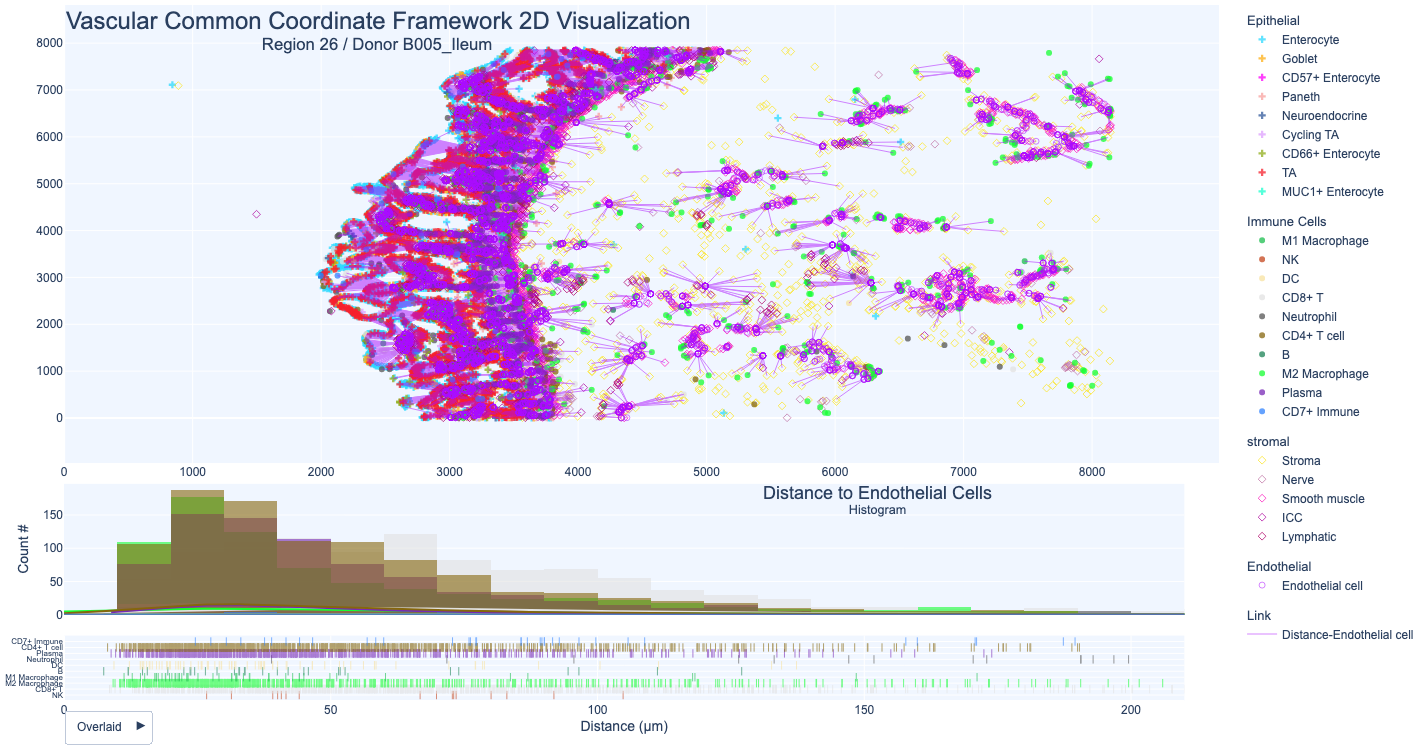 Vascular Common Coordinate Framework 2D Visualization
Region 26 / Donor B005_Ileum
8000
7000
6000
5000
4000
3000
2000
1000
0
0 1000 2000 3000 4000 5000 6000 7000 8000
Epithelial
Enterocyte
Goblet
CD57+ Enterocyte
Paneth
Neuroendocrine
Cycling TA
CD66+ Enterocyte
TA
MUC1+ Enterocyte
Immune Cells
M1 Macrophage
NK
DC
CD8+ T
Neutrophil
CD4+ T cell
B
M2 Macrophage
Plasma
CD7+ Immune
stromal
Stroma
Nerve
Smooth muscle
ICC
Lymphatic
Endothelial
Endothelial cell
Link
Distance-Endothelial cell
Distance to Endothelial Cells
Histogram
Count #
150
100
50
0
CD7+ Immune
CD4+ T cell
Plasma
Neutrophil
DC
B
M1 Macrophage
M2 Macrophage
CD8+ T
NK
0 50 100 150 200
Distance (μm)
Overlaid ▶